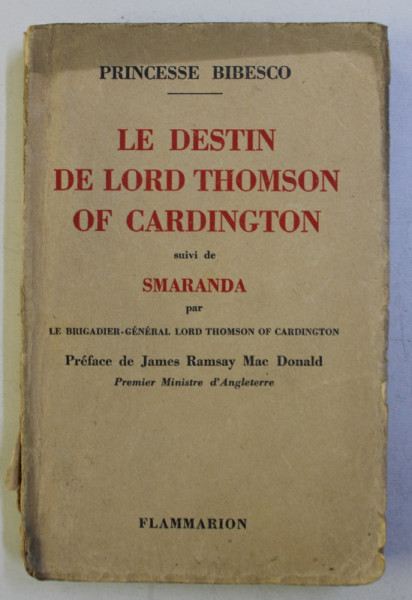 PRINCESSE BIBESCO
LE DESTIN
DE LORD THOMSON
OF CARDINGTON
suivi de
SMARANDA
par
LE BRIGADIER-GÉNÉRAL LORD THOMSON OF CARDINGTON
Préface de James Ramsay Mac Donald
Premier Ministre d'Angleterre
FLAMMARION